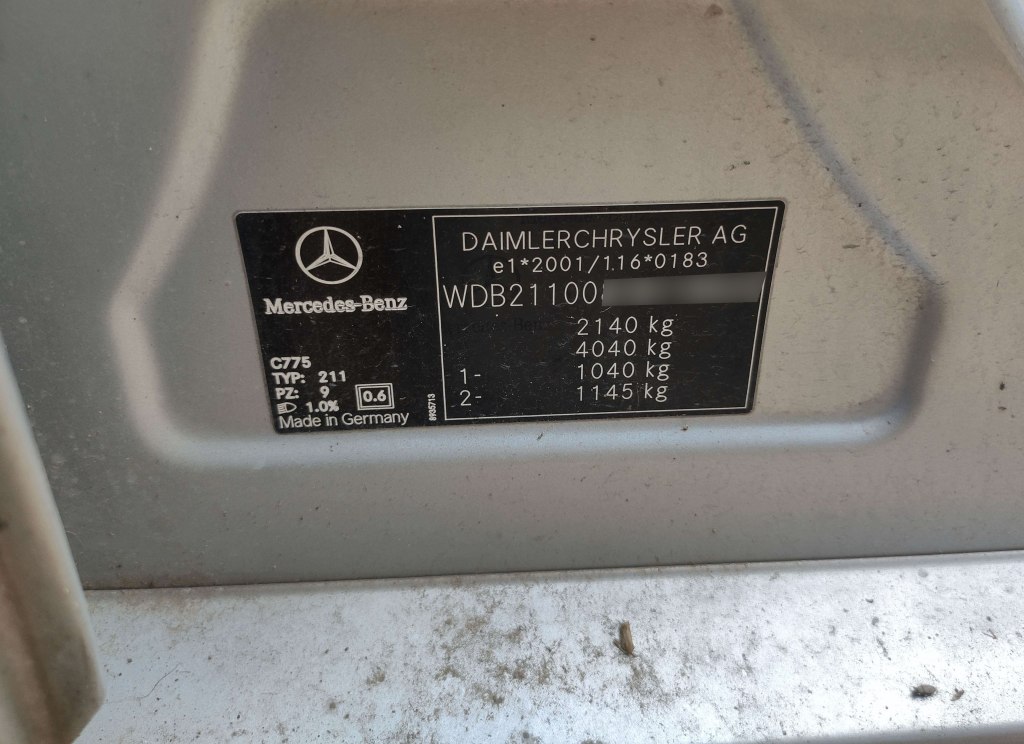 Mercedes-Benz
C775
TYP: 211
PZ: 9
1.0%
0.6
Made in Germany
8935713
DAIMLERCHRYSLER AG
e1*2001/116*0183
WDB21100
2140 kg
4040 kg
1- 1040 kg
2- 1145 kg